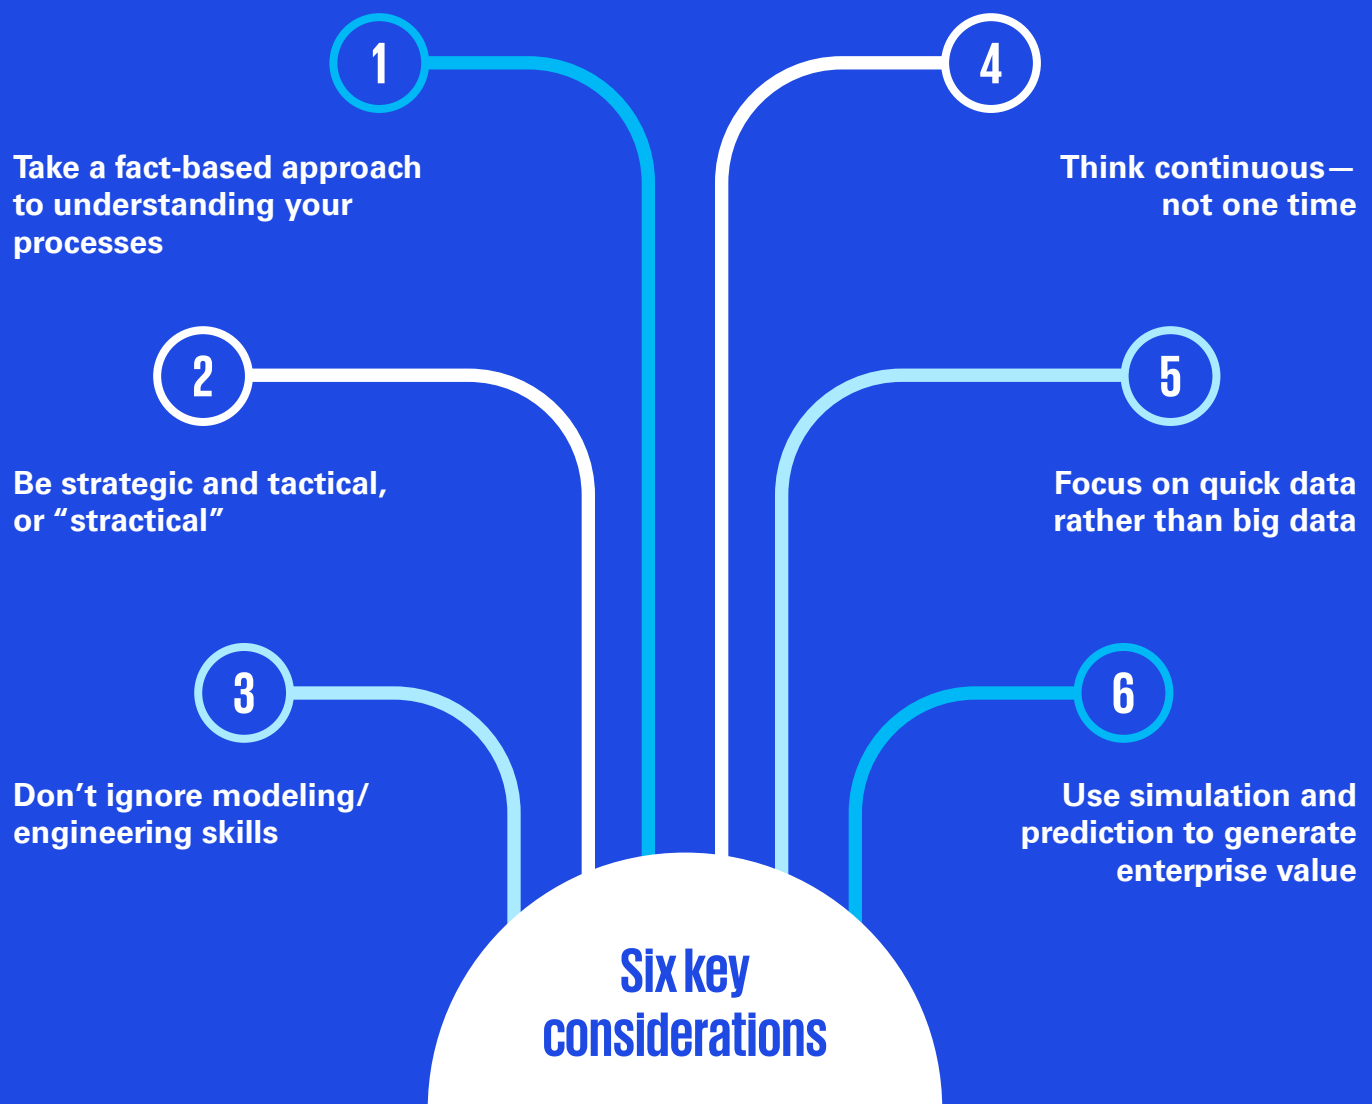 1
Take a fact-based approach
to understanding your
processes
2
Be strategic and tactical,
or “stractical”
3
Don’t ignore modeling/
engineering skills
4
Think continuous—
not one time
5
Focus on quick data
rather than big data
6
Use simulation and
prediction to generate
enterprise value
Six key
considerations